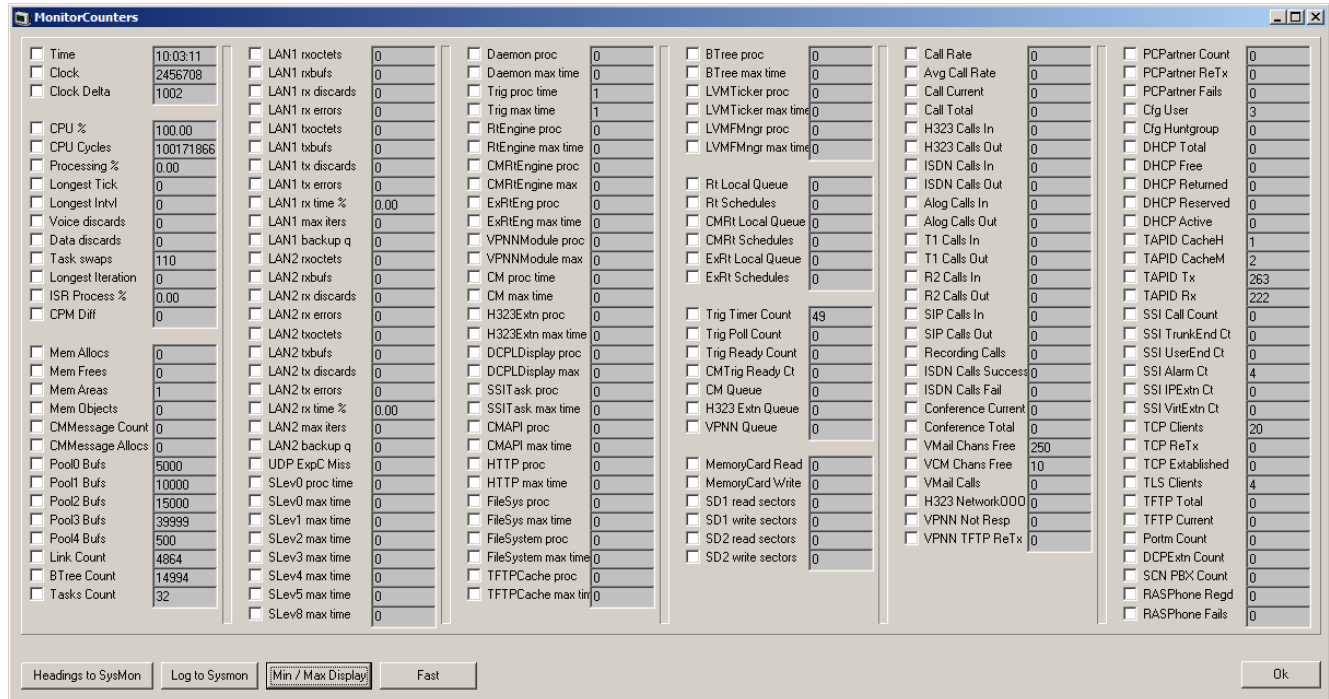 MonitorCounters
Time 10:03:11
Clock 2456708
Clock Delta 1002
CPU % 100.00
CPU Cycles 100171866
Processing % 0.00
Longest Tick 0
Longest Intvl 0
Voice discards 0
Data discards 0
Task swaps 110
Longest Iteration 0
ISR Process % 0.00
CPM Diff 0
Mem Allocs 0
Mem Frees 0
Mem Areas 1
Mem Objects 0
CMMessage Count 0
CMMessage Allocs 0
Pool0 Bufs 5000
Pool1 Bufs 10000
Pool2 Bufs 15000
Pool3 Bufs 39999
Pool4 Bufs 500
Link Count 4864
BTree Count 14994
Tasks Count 32
LAN1 rxoctets 0
LAN1 rxbufs 0
LAN1 rx discards 0
LAN1 rx errors 0
LAN1 txoctets 0
LAN1 txbufs 0
LAN1 tx discards 0
LAN1 tx errors 0
LAN1 rx time % 0.00
LAN1 max iters 0
LAN1 backup q 0
LAN2 rxoctets 0
LAN2 rxbufs 0
LAN2 rx discards 0
LAN2 rx errors 0
LAN2 txoctets 0
LAN2 txbufs 0
LAN2 tx discards 0
LAN2 tx errors 0
LAN2 rx time % 0.00
LAN2 max iters 0
LAN2 backup q 0
UDP ExpC Miss 0
SLev0 proc time 0
SLev0 max time 0
SLev1 max time 0
SLev2 max time 0
SLev3 max time 0
SLev4 max time 0
SLev5 max time 0
SLev8 max time 0
Daemon proc 0
Daemon max time 0
Trig proc time 1
Trig max time 1
RtEngine proc 0
RtEngine max time 0
CMRtEngine proc 0
CMRtEngine max 0
ExRtEng proc 0
ExRtEng max time 0
VPNNModule proc 0
VPNNModule max 0
CM proc time 0
CM max time 0
H323Extn proc 0
H323Extn max time 0
DCPLDisplay proc 0
DCPLDisplay max 0
SSITask proc 0
SSITask max time 0
CMAPI proc 0
CMAPI max time 0
HTTP proc 0
HTTP max time 0
FileSys proc 0
FileSys max time 0
FileSystem proc 0
FileSystem max time 0
TFTPCache proc 0
TFTPCache max tim 0
BTree proc 0
BTree max time 0
LVMTicker proc 0
LVMTicker max time 0
LVMFMngr proc 0
LVMFMngr max time 0
Rt Local Queue 0
Rt Schedules 0
CMRt Local Queue 0
CMRt Schedules 0
ExRt Local Queue 0
ExRt Schedules 0
Trig Timer Count 49
Trig Poll Count 0
Trig Ready Count 0
CMTrig Ready Ct 0
CM Queue 0
H323 Extn Queue 0
VPNN Queue 0
MemoryCard Read 0
MemoryCard Write 0
SD1 read sectors 0
SD1 write sectors 0
SD2 read sectors 0
SD2 write sectors 0
Call Rate 0
Avg Call Rate 0
Call Current 0
Call Total 0
H323 Calls In 0
H323 Calls Out 0
ISDN Calls In 0
ISDN Calls Out 0
Alog Calls In 0
Alog Calls Out 0
T1 Calls In 0
T1 Calls Out 0
R2 Calls In 0
R2 Calls Out 0
SIP Calls In 0
SIP Calls Out 0
Recording Calls 0
ISDN Calls Success 0
ISDN Calls Fail 0
Conference Current 0
Conference Total 0
VMail Chans Free 250
VCM Chans Free 10
VMail Calls 0
H323 NetworkOOO 0
VPNN Not Resp 0
VPNN TFTP ReTx 0
PCPartner Count 0
PCPartner ReTx 0
PCPartner Fails 0
Cfg User 3
Cfg Huntgroup 0
DHCP Total 0
DHCP Free 0
DHCP Returned 0
DHCP Reserved 0
DHCP Active 0
TAPID CacheH 1
TAPID CacheM 2
TAPID Tx 263
TAPID Rx 222
SSI Call Count 0
SSI TrunkEnd Ct 0
SSI UserEnd Ct 0
SSI Alarm Ct 4
SSI IPExtn Ct 0
SSI VirtExtn Ct 0
TCP Clients 20
TCP ReTx 0
TCP Extablished 0
TLS Clients 4
TFTP Total 0
TFTP Current 0
Portm Count 0
DCPExtn Count 0
SCN PBX Count 0
RASPhone Regd 0
RASPhone Fails 0
Headings to SysMon Log to Sysmon Min / Max Display Fast Ok